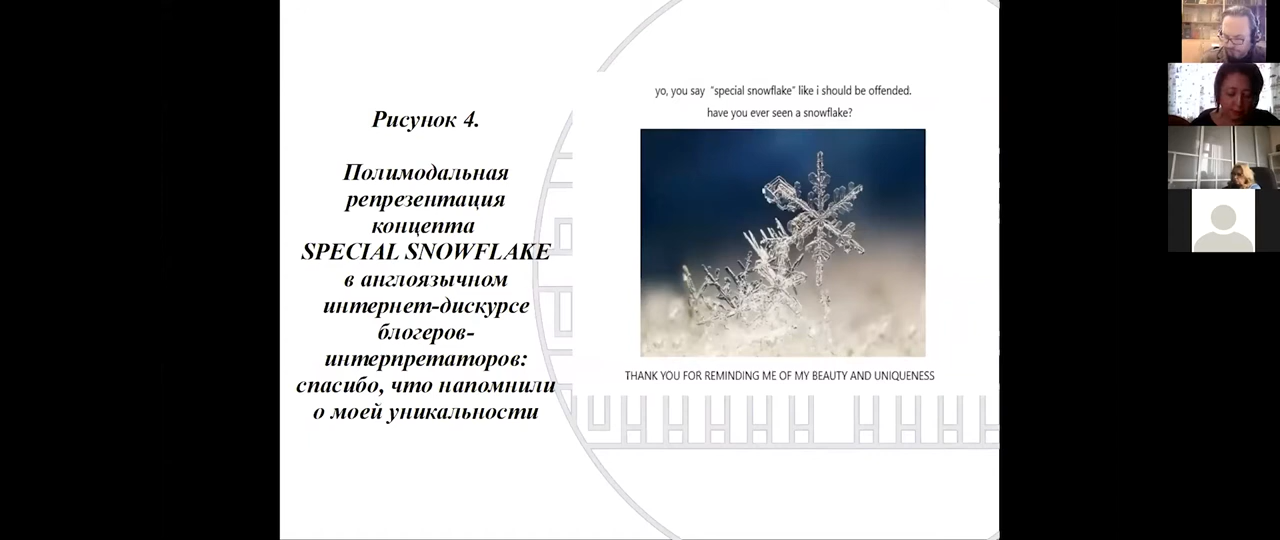 Рисунок 4.
Полимодальная
репрезентация
концепта
SPECIAL SNOWFLAKE
в англоязычном
интернет-дискурсе
блогеров-
интерпретаторов:
спасибо, что напомнили
о моей уникальности
yo, you say "special snowflake" like i should be offended.
have you ever seen a snowflake?
THANK YOU FOR REMINDING ME OF MY BEAUTY AND UNIQUENESS